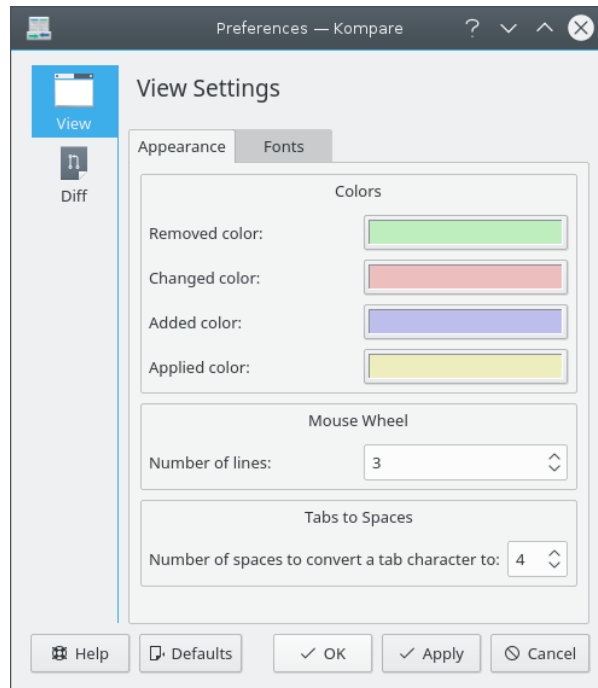 Preferences — Kompare
View Settings
View
Diff
Appearance Fonts
Colors
Removed color:
Changed color:
Added color:
Applied color:
Mouse Wheel
Number of lines: 3
Tabs to Spaces
Number of spaces to convert a tab character to: 4
Help Defaults OK Apply Cancel